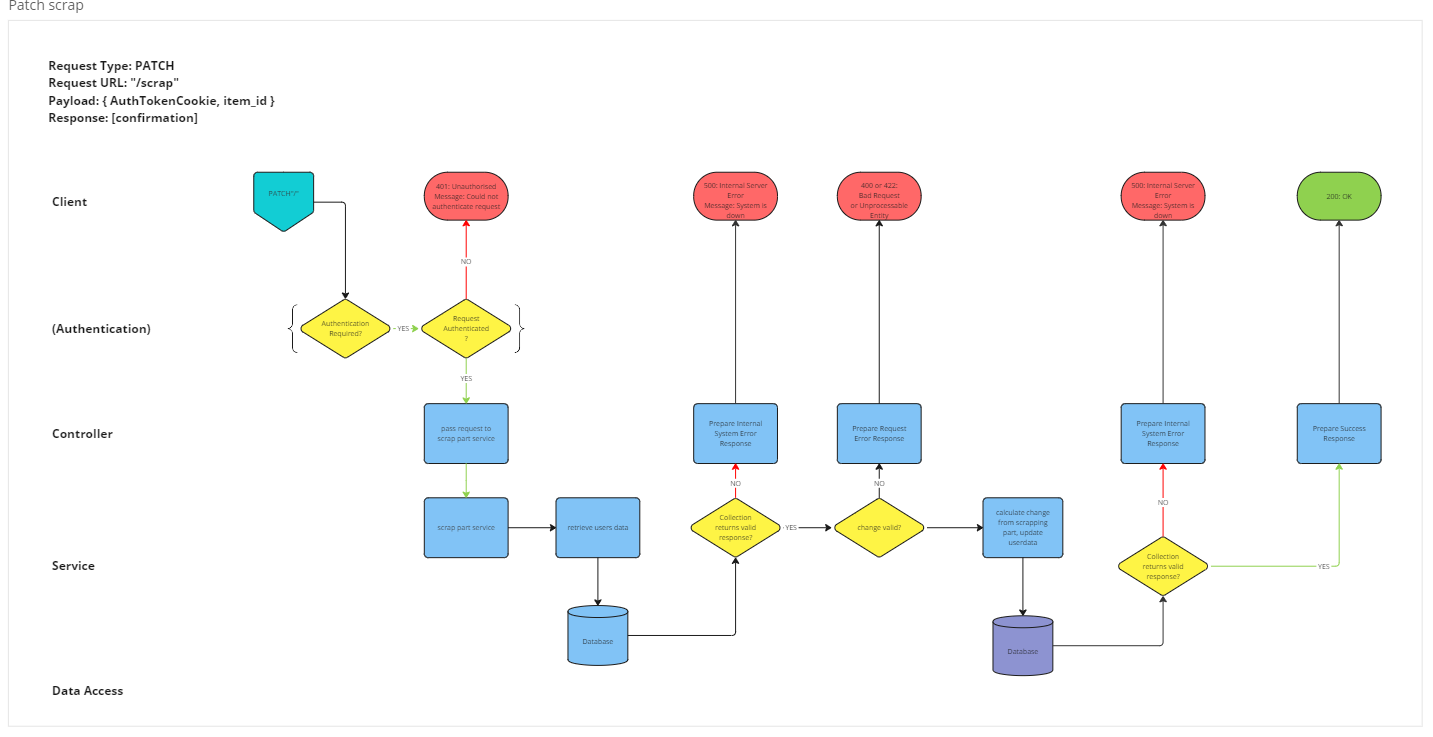 Patch scrap
Request Type: PATCH
Request URL: "/scrap"
Payload: { AuthTokenCookie, item_id }
Response: [confirmation]
Client
PATCH"/"
401: Unauthorised
Message: Could not
authenticate request
500: Internal Server
Error
Message: System is
down
400 or 422:
Bad Request
or Unprocessable
Entity
500: Internal Server
Error
Message: System is
down
200: OK
NO
(Authentication)
Authentication
Required?
YES
Request
Authenticated
?
YES
Controller
pass request to
scrap part service
Prepare Internal
System Error
Response
Prepare Request
Error Response
Prepare Internal
System Error
Response
Prepare Success
Response
NO
NO
NO
Service
scrap part service
retrieve users data
Collection
returns valid
response?
YES
change valid?
calculate change
from scrapping
part, update
userdata
Collection
returns valid
response?
YES
Database
Database
Data Access